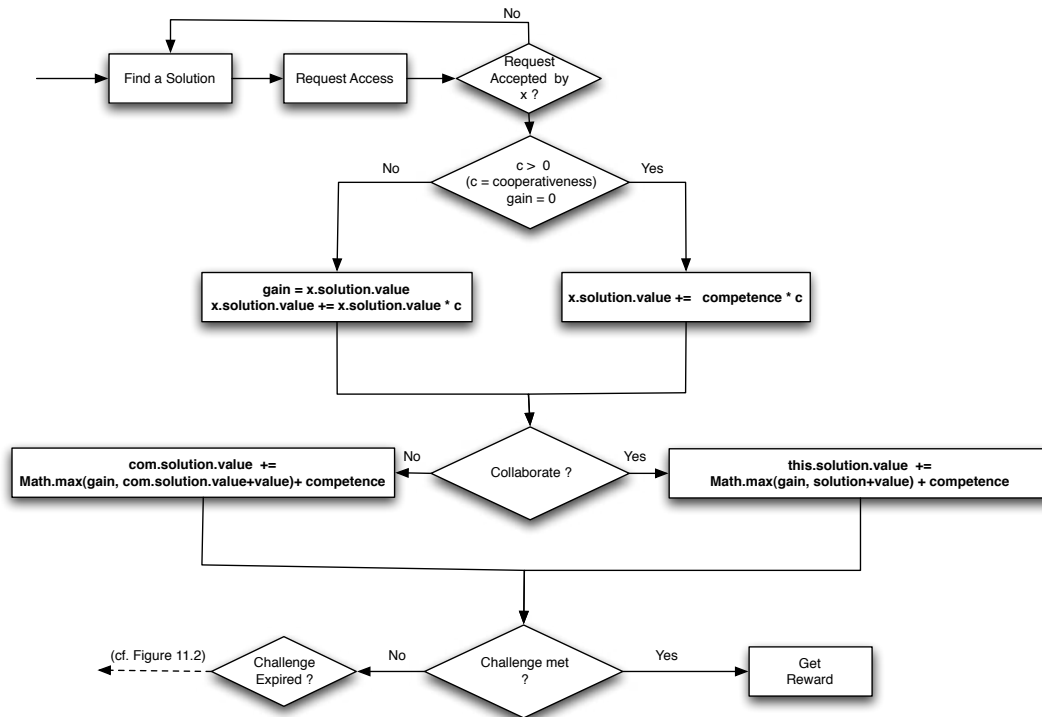 No
Find a Solution
Request Access
Request
Accepted by
x ?
No
c > 0
(c = cooperativeness)
gain = 0
Yes
gain = x.solution.value
x.solution.value += x.solution.value * c
x.solution.value += competence * c
com.solution.value +=
Math.max(gain, com.solution.value+value)+ competence
No
Collaborate ?
Yes
this.solution.value +=
Math.max(gain, solution+value) + competence
(cf. Figure 11.2)
Challenge
Expired ?
No
Challenge met
?
Yes
Get
Reward